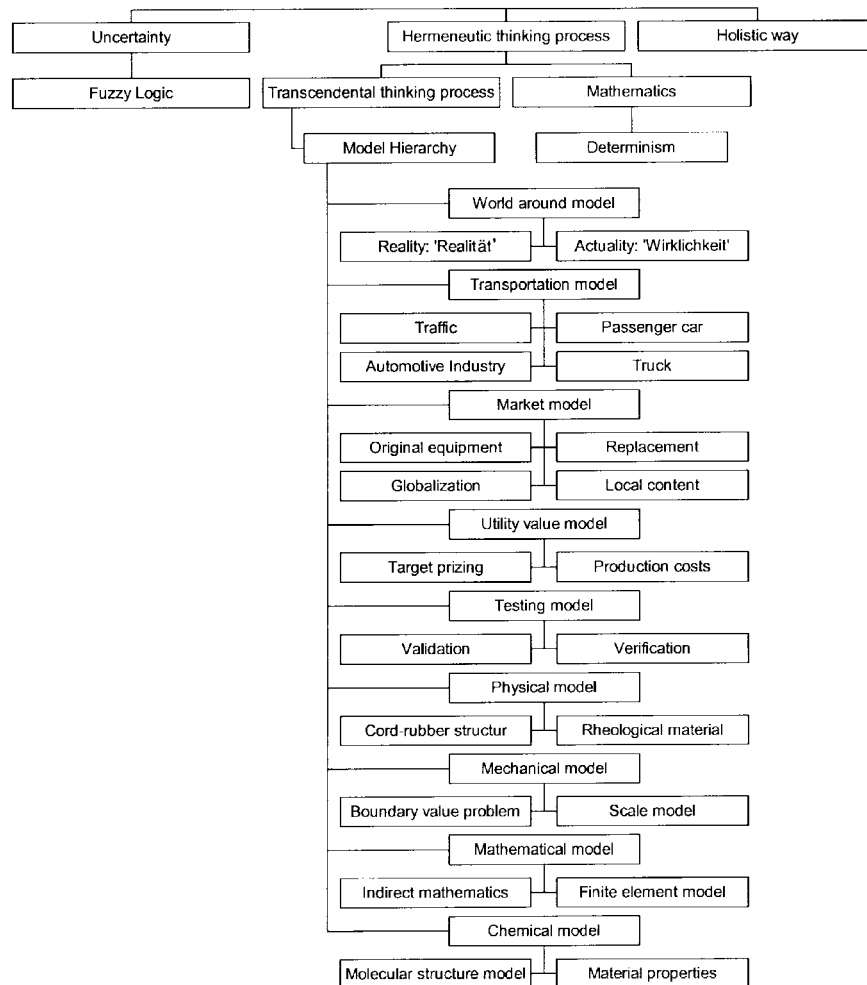 Uncertainty
Hermeneutic thinking process
Holistic way
Fuzzy Logic
Transcendental thinking process
Mathematics
Model Hierarchy
Determinism
World around model
Reality: 'Realität'
Actuality: 'Wirklichkeit'
Transportation model
Traffic
Passenger car
Automotive Industry
Truck
Market model
Original equipment
Replacement
Globalization
Local content
Utility value model
Target prizing
Production costs
Testing model
Validation
Verification
Physical model
Cord-rubber structur
Rheological material
Mechanical model
Boundary value problem
Scale model
Mathematical model
Indirect mathematics
Finite element model
Chemical model
Molecular structure model
Material properties